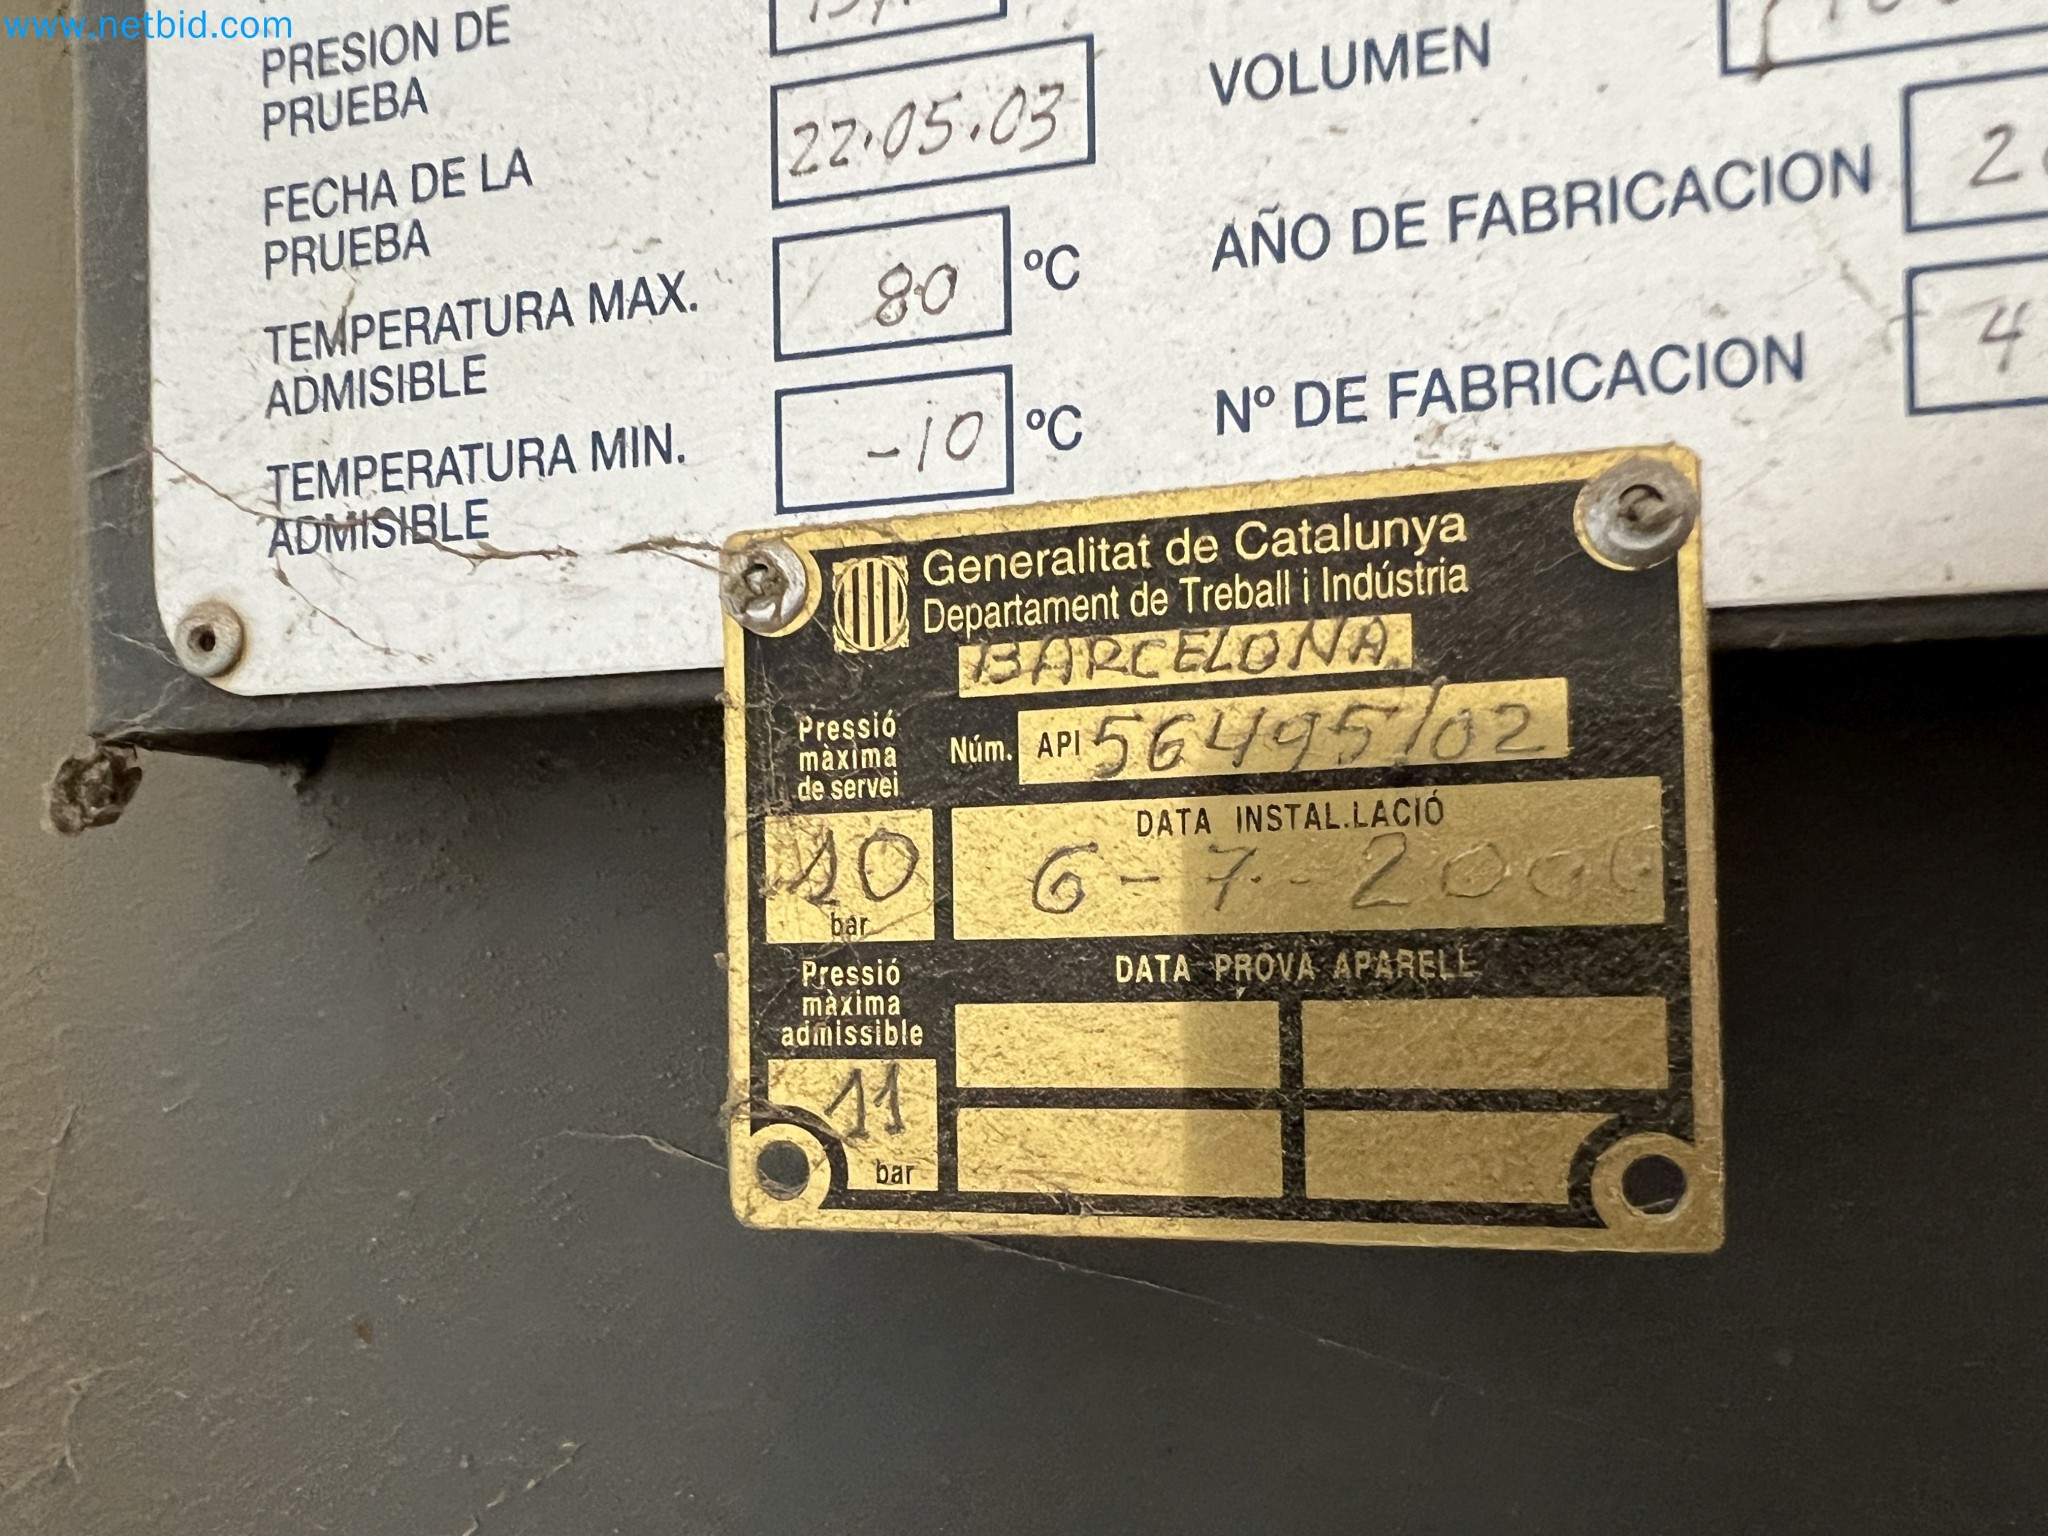 www.netbid.com
PRESION DE
PRUEBA
FECHA DE LA
PRUEBA
22.05.03
TEMPERATURA MAX.
ADMISIBLE
80 ºC
TEMPERATURA MIN.
ADMISIBLE
-10 ºC
VOLUMEN
AÑO DE FABRICACION
Nº DE FABRICACION
4
Generalitat de Catalunya
Departament de Treball i Indústria
BARCELONA
Núm. API 56495/02
Pressió
màxima
de servei
10
bar
DATA INSTAL.LACIÓ
6-7-2006
Pressió
màxima
admissible
11
bar
DATA PROVA APARELL